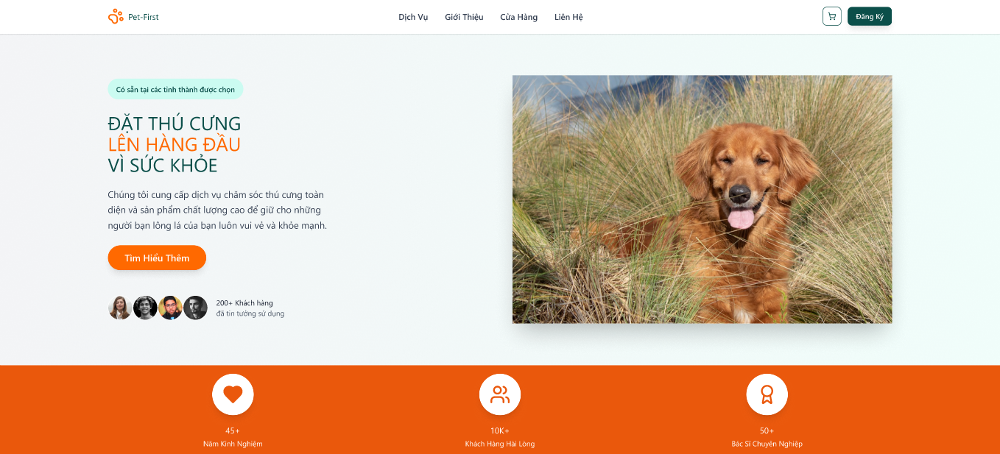 Pet-First
Dịch Vụ
Giới Thiệu
Cửa Hàng
Liên Hệ
Đăng Ký
Có sẵn tại các tỉnh thành được chọn
ĐẶT THÚ CƯNG
LÊN HÀNG ĐẦU
VÌ SỨC KHỎE
Chúng tôi cung cấp dịch vụ chăm sóc thú cưng toàn
diện và sản phẩm chất lượng cao để giữ cho những
người bạn lông lá của bạn luôn vui vẻ và khỏe mạnh.
Tìm Hiểu Thêm
200+ Khách hàng
đã tin tưởng sử dụng
45+
Năm Kinh Nghiệm
10K+
Khách Hàng Hài Lòng
50+
Bác Sĩ Chuyên Nghiệp